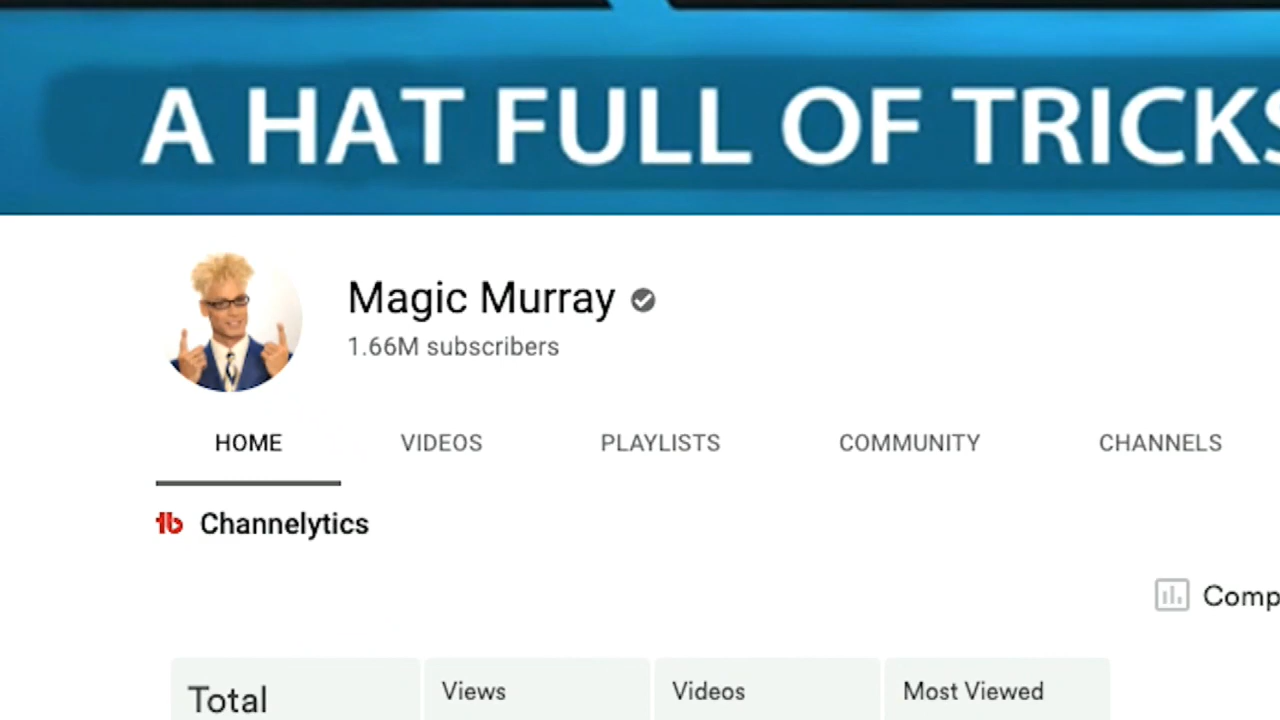 A HAT FULL OF TRICKS
Magic Murray
1.66M subscribers
HOME VIDEOS PLAYLISTS COMMUNITY CHANNELS
tb Channelytics
Comp
Total Views Videos Most Viewed